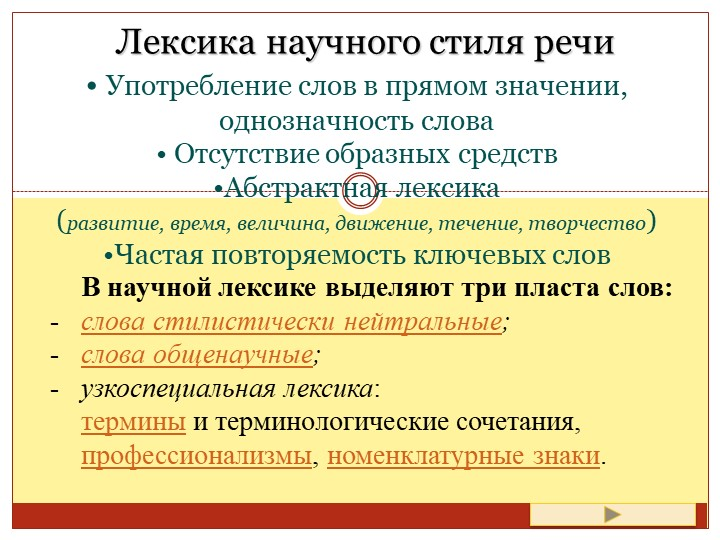 Лексика научного стиля речи
• Употребление слов в прямом значении,
однозначность слова
• Отсутствие образных средств
•Абстрактная лексика
(развитие, время, величина, движение, течение, творчество)
•Частая повторяемость ключевых слов
В научной лексике выделяют три пласта слов:
- слова стилистически нейтральные;
- слова общенаучные;
- узкоспециальная лексика:
термины и терминологические сочетания,
профессионализмы, номенклатурные знаки.